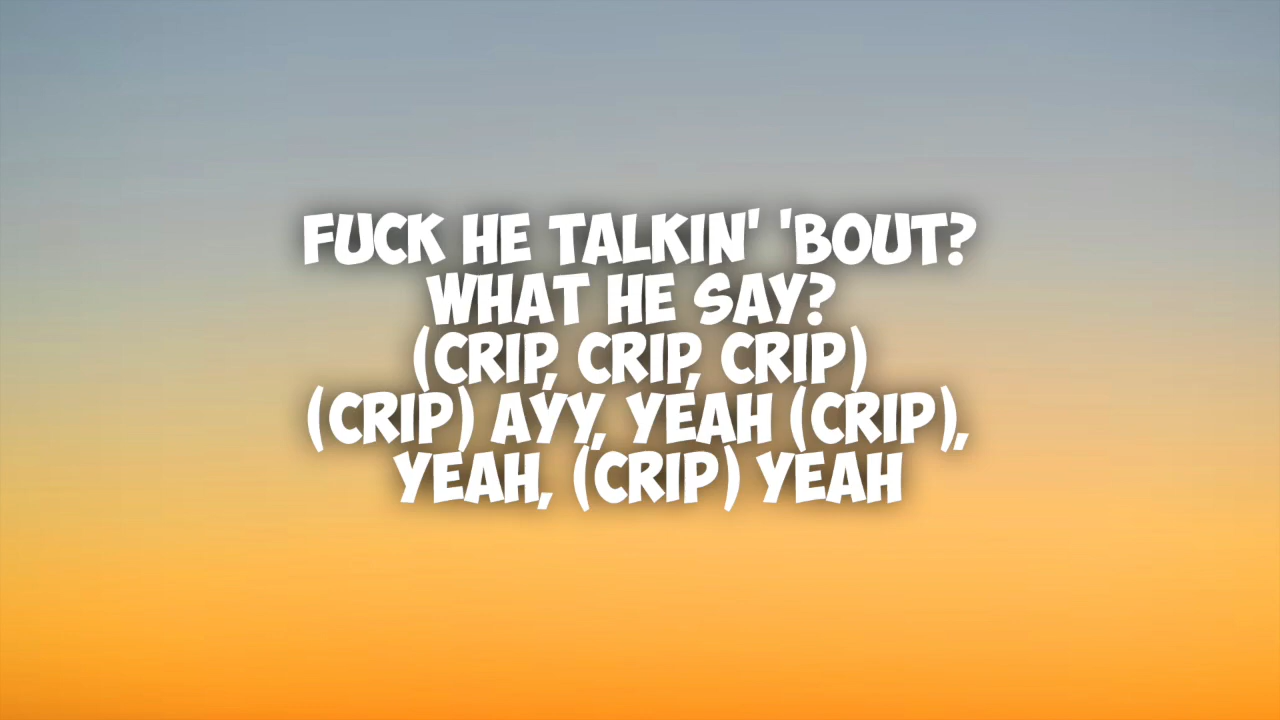 FUCK HE TALKIN' 'BOUT?
WHAT HE SAY?
(CRIP, CRIP, CRIP)
(CRIP) AYY, YEAH (CRIP),
YEAH, (CRIP) YEAH